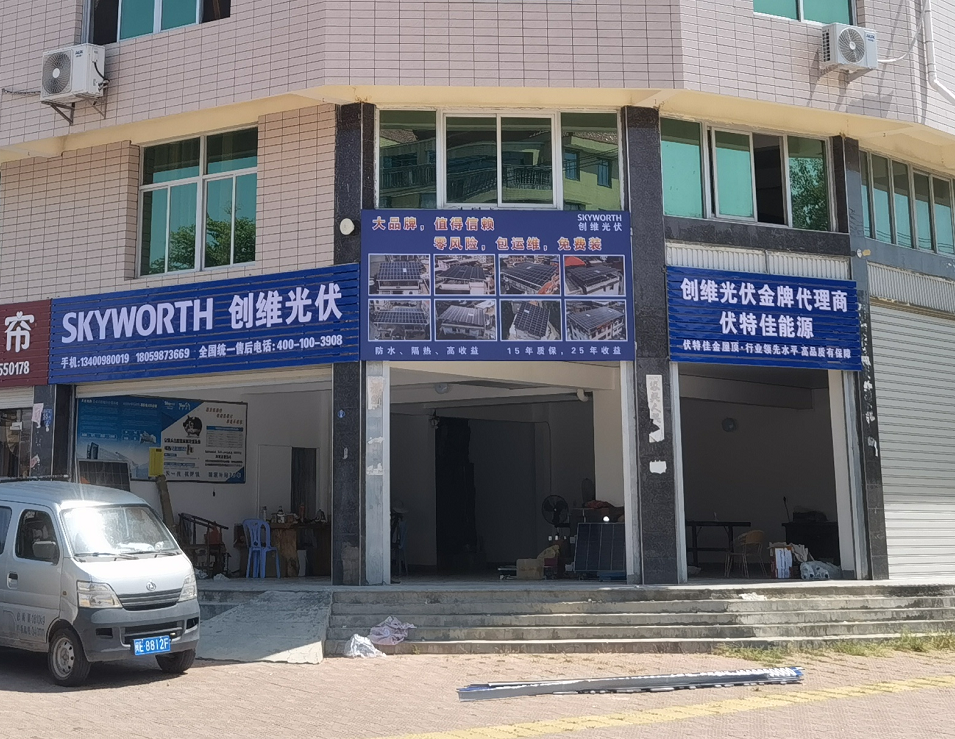 大品牌，值得信赖
零风险，包运维，免费装
SKYWORTH
创维光伏
防水、隔热、高收益 15年质保，25年收益
SKYWORTH 创维光伏
手机:13400980019 18059873669 全国统一售后电话:400-100-3908
帘
550178
创维光伏金牌代理商
伏特佳能源
伏特佳金屋顶·行业领先水平 高品质有保障
E 8812F